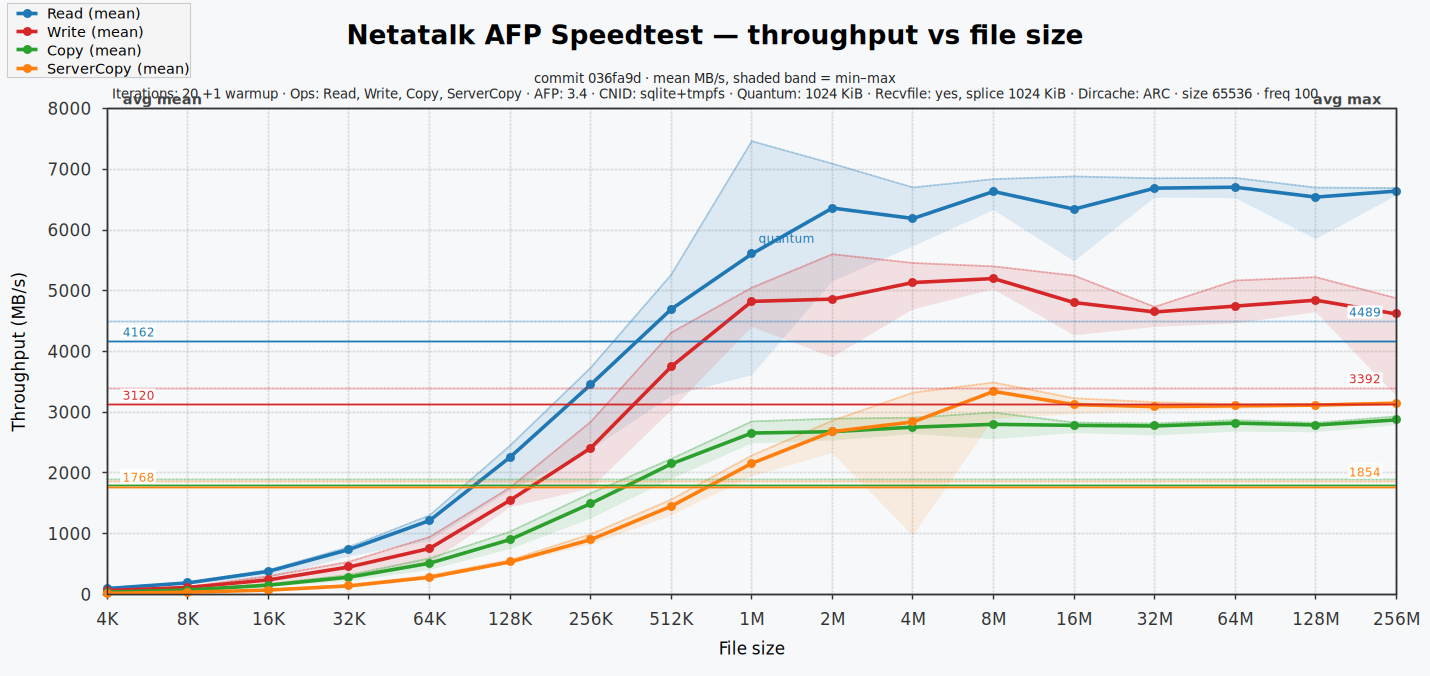 Read (mean)
Write (mean)
Copy (mean)
ServerCopy (mean)
Netatalk AFP Speedtest — throughput vs file size
commit 036fa9d · mean MB/s, shaded band = min–max
Iterations: 20 +1 warmup · Ops: Read, Write, Copy, ServerCopy · AFP: 3.4 · CNID: sqlite+tmpfs · Quantum: 1024 KiB · Recvfile: yes, splice 1024 KiB · Dircache: ARC · size 65536 · freq 100
avg mean
avg max
8000
7000
6000
5000
4000
3000
2000
1000
0
Throughput (MB/s)
quantum
4162
4489
3120
3392
1768
1854
4K 8K 16K 32K 64K 128K 256K 512K 1M 2M 4M 8M 16M 32M 64M 128M 256M
File size